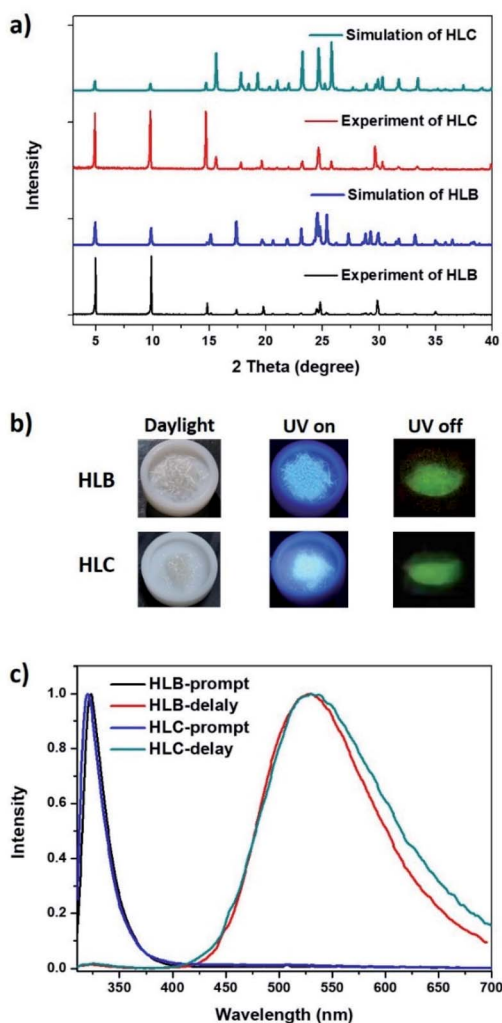 a)
Simulation of HLC
Experiment of HLC
Simulation of HLB
Experiment of HLB
Intensity
5 10 15 20 25 30 35 40
2 Theta (degree)
b)
Daylight UV on UV off
HLB
HLC
c)
HLB-prompt
HLB-delaly
HLC-prompt
HLC-delay
1.0
0.8
0.6
0.4
0.2
0.0
Intensity
350 400 450 500 550 600 650 700
Wavelength (nm)